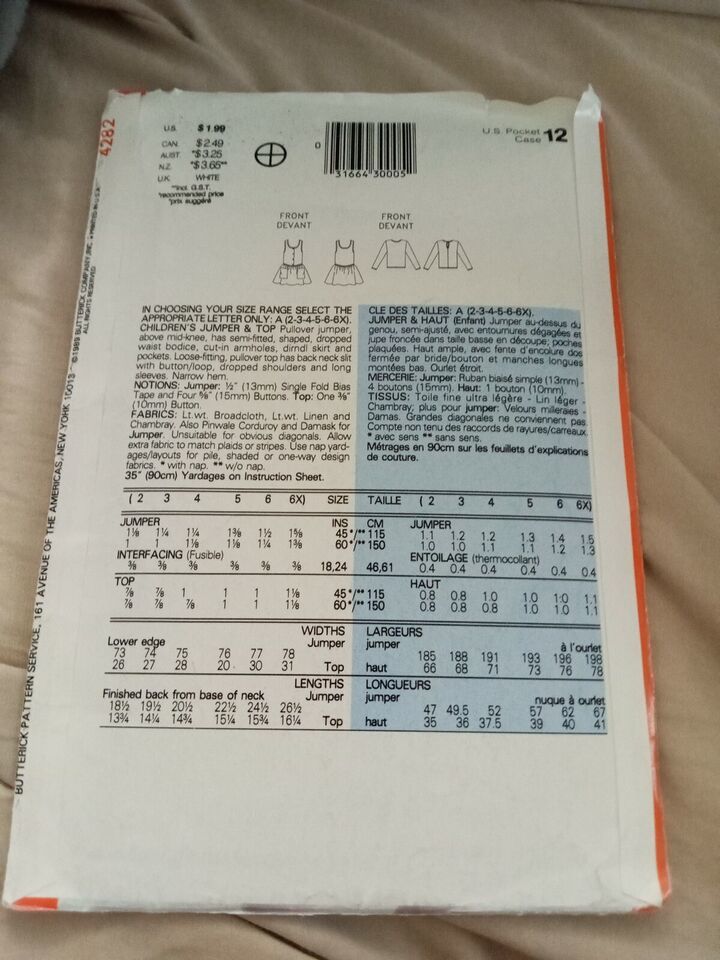 4282
BUTTERICK PATTERN SERVICE, 161 AVENUE OF THE AMERICAS, NEW YORK 10013 • ©1989 BUTTERICK COMPANY, INC. • PRINTED IN U.S.A.
ALL RIGHTS RESERVED
U.S. $1.99
CAN. $2.49
AUST. *$3.25
N.Z. *$3.65**
U.K. WHITE
**Incl. G.S.T.
*recommended price
*prix suggéré
0
31664 30005
U.S. Pocket
Case 12
FRONT
DEVANT
FRONT
DEVANT
IN CHOOSING YOUR SIZE RANGE SELECT THE
APPROPRIATE LETTER ONLY: A (2-3-4-5-6-6X).
CHILDREN'S JUMPER & TOP Pullover jumper,
above mid-knee, has semi-fitted, shaped, dropped
waist bodice, cut-in armholes, dirndl skirt and
pockets. Loose-fitting, pullover top has back neck slit
with button/loop, dropped shoulders and long
sleeves. Narrow hem.
NOTIONS: Jumper: ½" (13mm) Single Fold Bias
Tape and Four ⅝" (15mm) Buttons. Top: One ⅜"
(10mm) Button.
FABRICS: Lt.wt. Broadcloth, Lt.wt. Linen and
Chambray. Also Pinwale Corduroy and Damask for
Jumper. Unsuitable for obvious diagonals. Allow
extra fabric to match plaids or stripes. Use nap yard-
ages/layouts for pile, shaded or one-way design
fabrics. * with nap. ** w/o nap.
35" (90cm) Yardages on Instruction Sheet.
CLE DES TAILLES: A (2-3-4-5-6-6X).
JUMPER & HAUT (Enfant) Jumper au-dessus du
genou, semi-ajusté, avec entournures dégagées et
jupe froncée dans taille basse en découpe; poches
plaquées. Haut ample, avec fente d'encolure dos
fermée par bride/bouton et manches longues
montées bas. Ourlet étroit.
MERCERIE: Jumper: Ruban biaisé simple (13mm) -
4 boutons (15mm). Haut: 1 bouton (10mm).
TISSUS: Toile fine ultra légère - Lin léger -
Chambray; plus pour jumper: Velours milleraies -
Damas. Grandes diagonales ne conviennent pas.
Compte non tenu des raccords de rayures/carreaux.
* avec sens ** sans sens.
Métrages en 90cm sur les feuillets d'explications
de couture.
( 2 3 4 5 6 6X) SIZE TAILLE ( 2 3 4 5 6 6X)
JUMPER INS CM JUMPER
1⅛ 1¼ 1¼ 1⅜ 1½ 1⅝ 45*/** 115 1.1 1.2 1.2 1.3 1.4 1.5
1 1 1⅛ 1⅛ 1¼ 1⅜ 60*/** 150 1.0 1.0 1.1 1.1 1.2 1.3
INTERFACING (Fusible) ENTOILAGE (thermocollant)
⅜ ⅜ ⅜ ⅜ ⅜ ⅜ 18,24 46,61 0.4 0.4 0.4 0.4 0.4 0.4
TOP HAUT
⅞ ⅞ 1 1 1 1⅛ 45*/** 115 0.8 0.8 1.0 1.0 1.0 1.1
⅞ ⅞ ⅞ 1 1 1⅛ 60*/** 150 0.8 0.8 0.8 1.0 1.0 1.1
WIDTHS LARGEURS
Lower edge Jumper jumper à l'ourlet
73 74 75 76 77 78 185 188 191 193 196 198
26 27 28 20 30 31 Top haut 66 68 71 73 76 78
LENGTHS LONGUEURS
Finished back from base of neck Jumper jumper nuque à ourlet
18½ 19½ 20½ 22½ 24½ 26½ 47 49.5 52 57 62 67
13¾ 14¼ 14¾ 15¼ 15¾ 16¼ Top haut 35 36 37.5 39 40 41